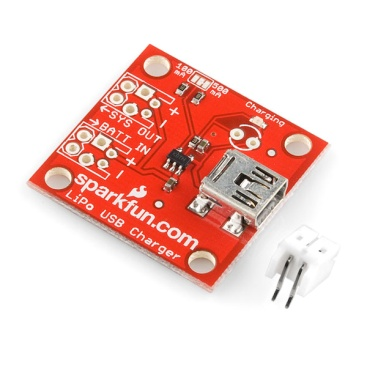 100 mA
500 mA
Charging
+
←SYS OUT
-
→BATT IN
+
-
sparkfun.com
LiPo USB Charger